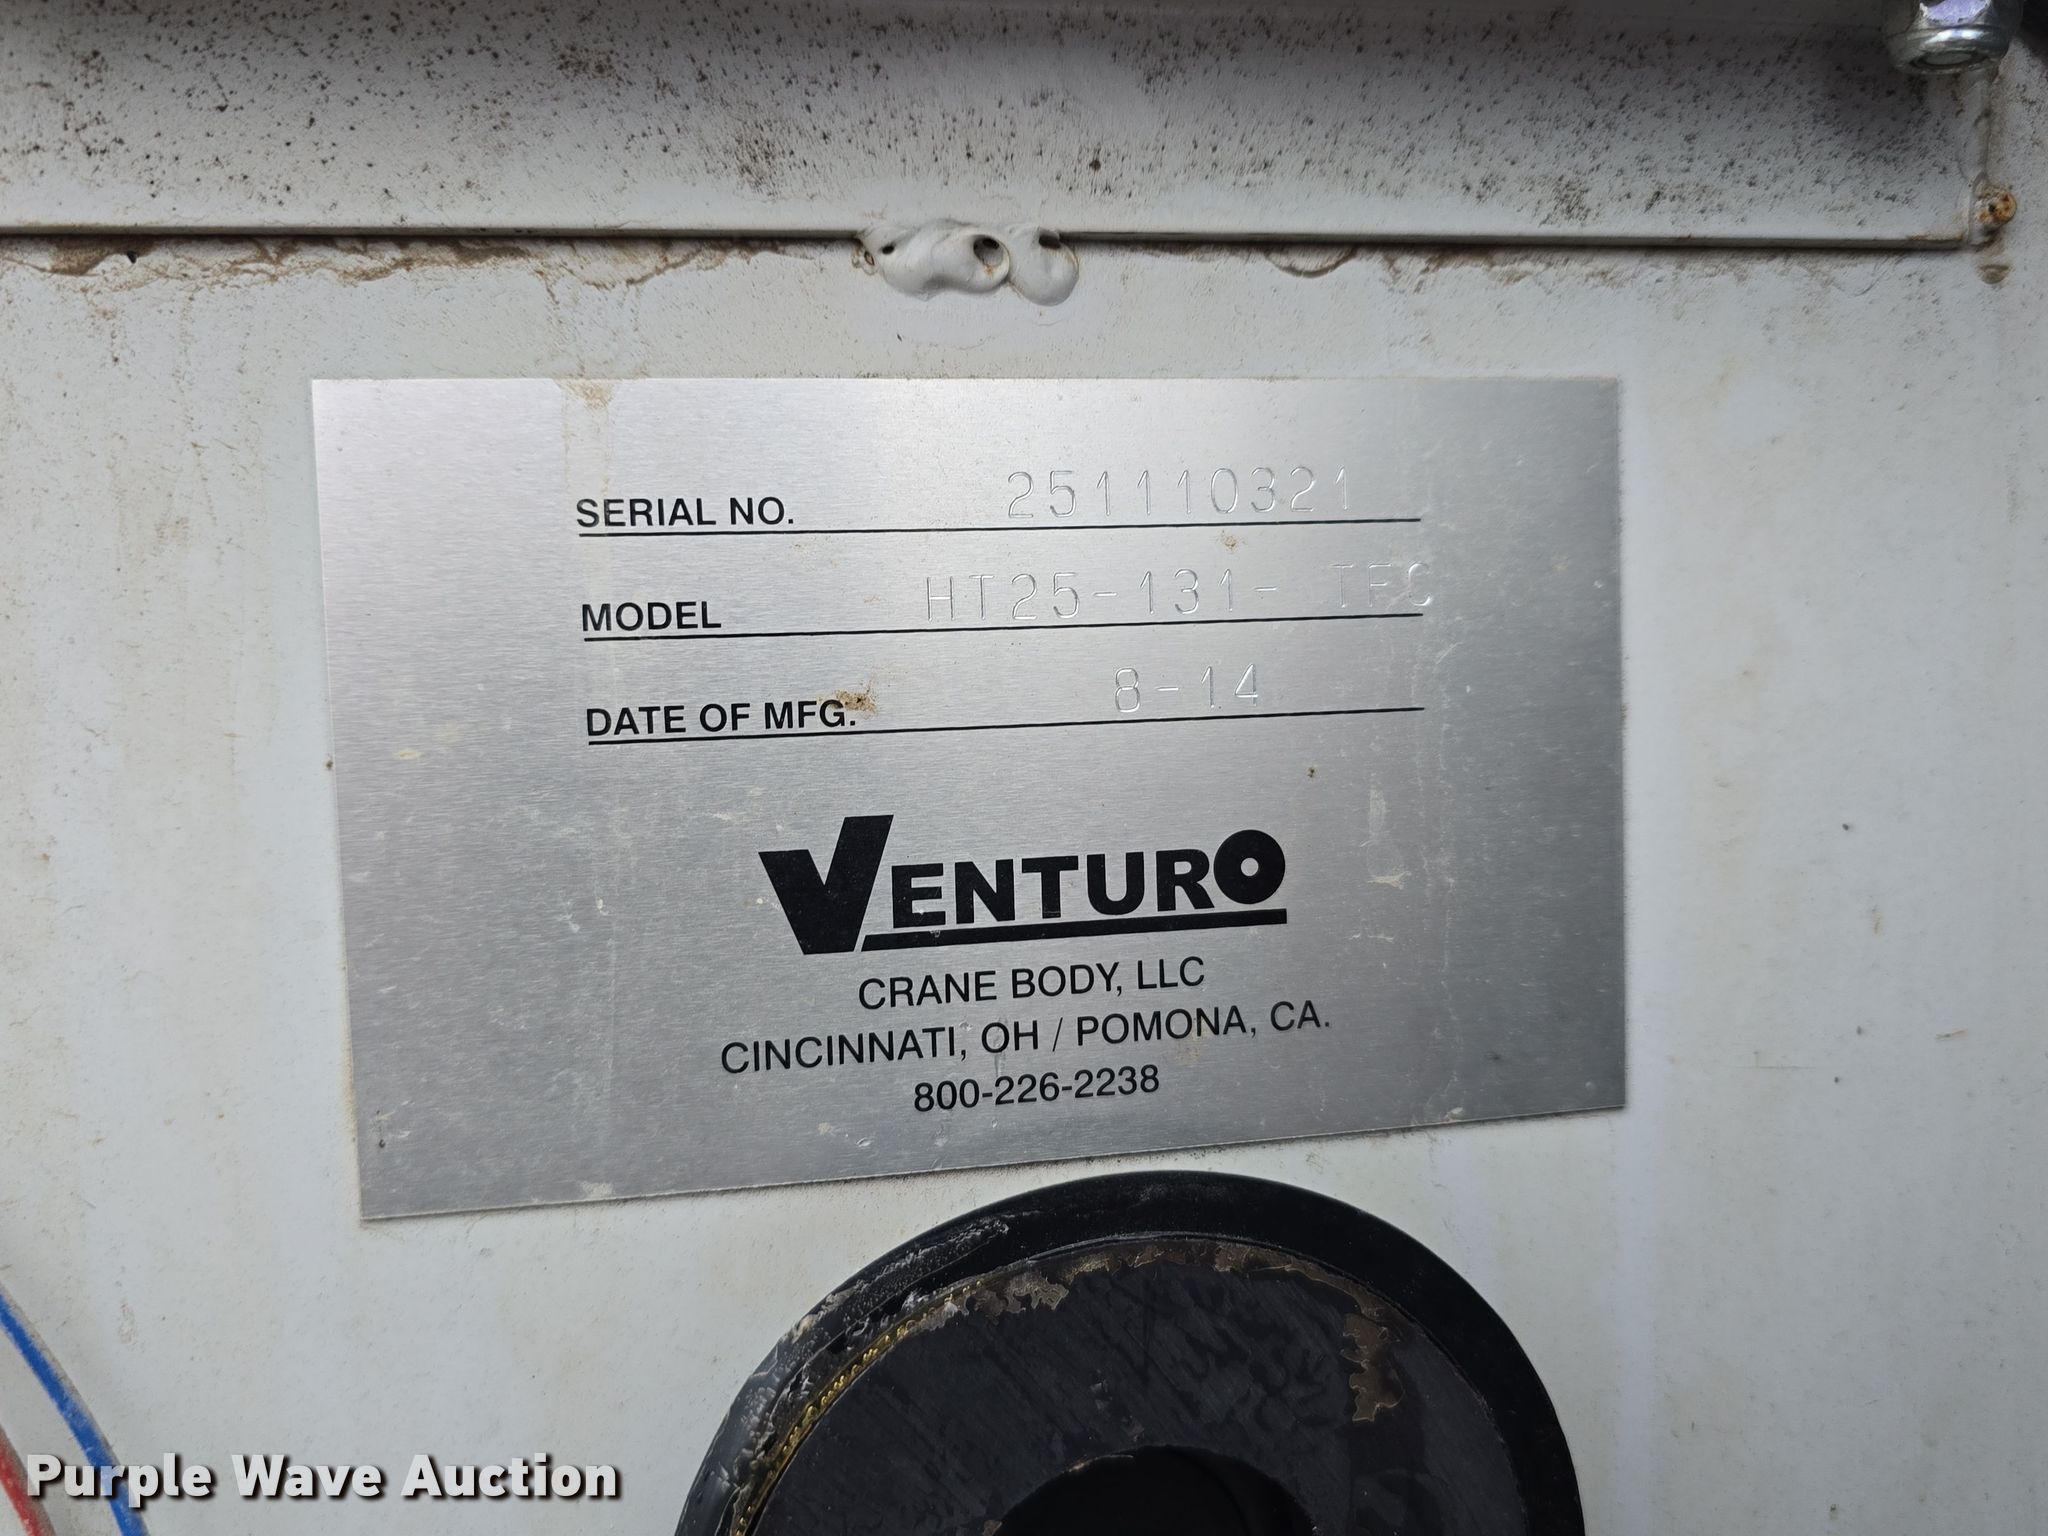 SERIAL NO. 251110321
MODEL HT25-131- TFC
DATE OF MFG. 8-14
VENTURO
CRANE BODY, LLC
CINCINNATI, OH / POMONA, CA.
800-226-2238
Purple Wave Auction